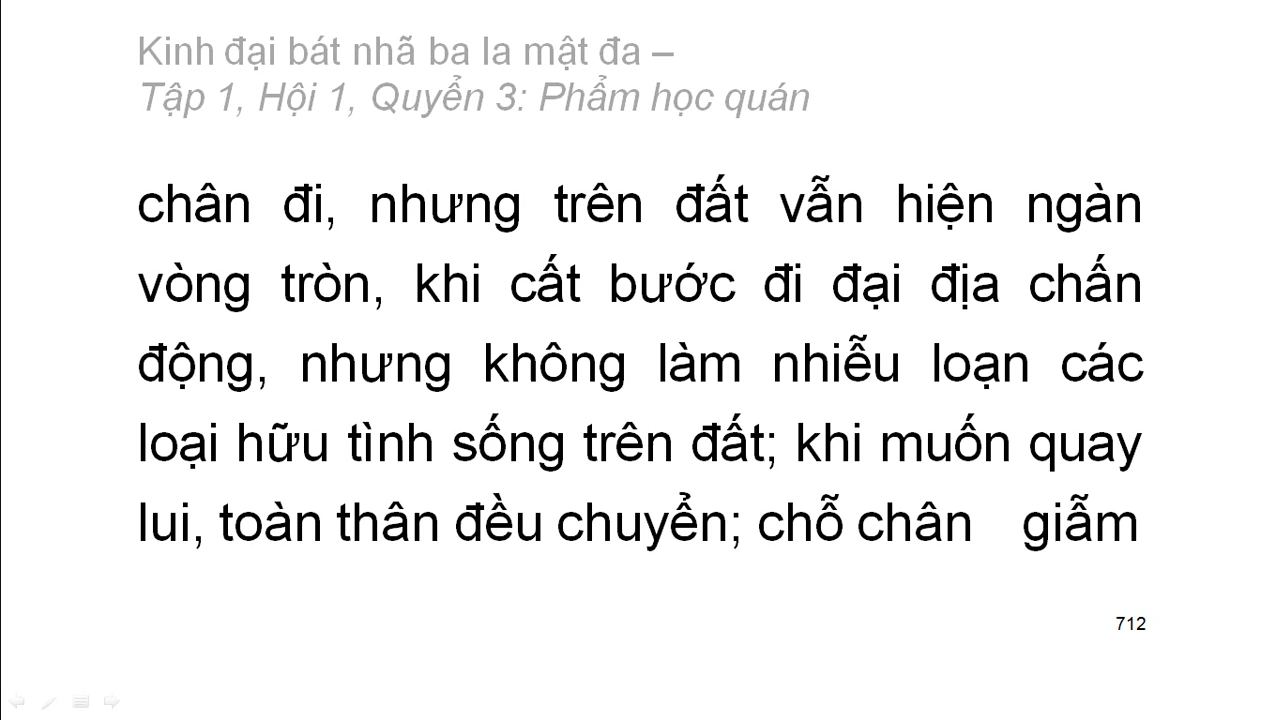 Kinh đại bát nhã ba la mật đa –
Tập 1, Hội 1, Quyển 3: Phẩm học quán
chân đi, nhưng trên đất vẫn hiện ngàn
vòng tròn, khi cất bước đi đại địa chấn
động, nhưng không làm nhiễu loạn các
loại hữu tình sống trên đất; khi muốn quay
lui, toàn thân đều chuyển; chỗ chân giẫm
712